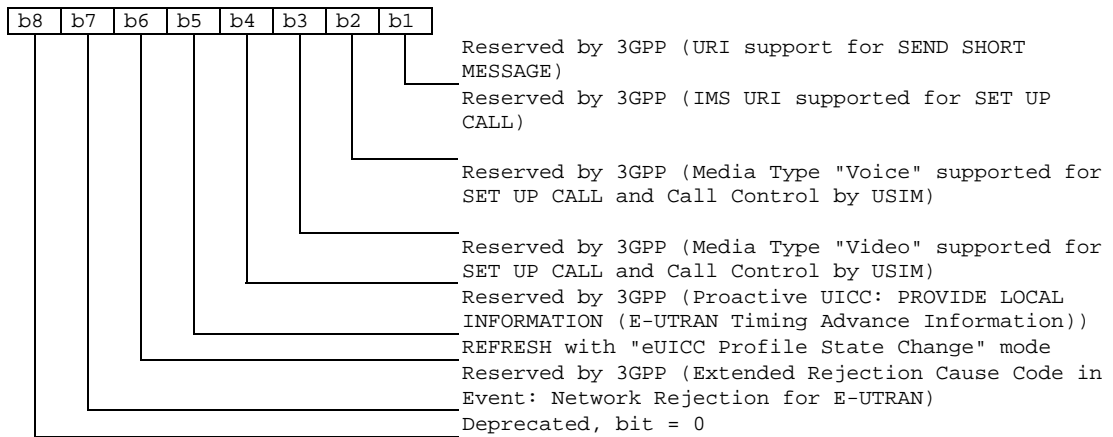 b8 b7 b6 b5 b4 b3 b2 b1
Reserved by 3GPP (URI support for SEND SHORT
MESSAGE)
Reserved by 3GPP (IMS URI supported for SET UP
CALL)
Reserved by 3GPP (Media Type "Voice" supported for
SET UP CALL and Call Control by USIM)
Reserved by 3GPP (Media Type "Video" supported for
SET UP CALL and Call Control by USIM)
Reserved by 3GPP (Proactive UICC: PROVIDE LOCAL
INFORMATION (E-UTRAN Timing Advance Information))
REFRESH with "eUICC Profile State Change" mode
Reserved by 3GPP (Extended Rejection Cause Code in
Event: Network Rejection for E-UTRAN)
Deprecated, bit = 0